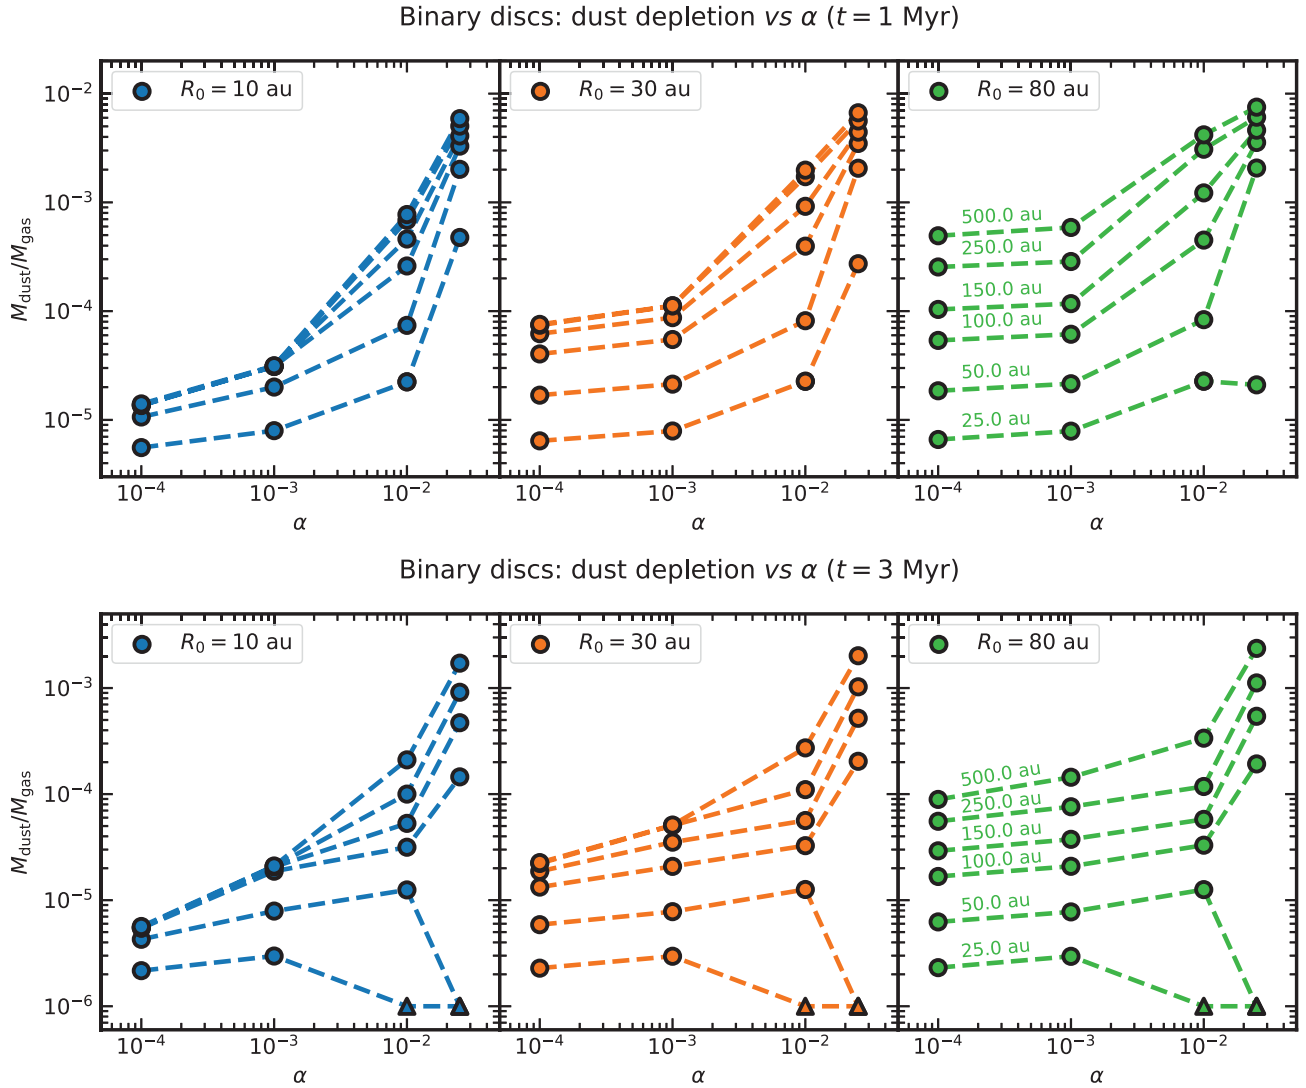 Binary discs: dust depletion vs α (t = 1 Myr)
R₀ = 10 au
R₀ = 30 au
R₀ = 80 au
10⁻²
10⁻³
10⁻⁴
10⁻⁵
M_dust/M_gas
500.0 au
250.0 au
150.0 au
100.0 au
50.0 au
25.0 au
10⁻⁴ 10⁻³ 10⁻² 10⁻⁴ 10⁻³ 10⁻² 10⁻⁴ 10⁻³ 10⁻²
α α α
Binary discs: dust depletion vs α (t = 3 Myr)
R₀ = 10 au
R₀ = 30 au
R₀ = 80 au
10⁻³
10⁻⁴
10⁻⁵
10⁻⁶
M_dust/M_gas
500.0 au
250.0 au
150.0 au
100.0 au
50.0 au
25.0 au
10⁻⁴ 10⁻³ 10⁻² 10⁻⁴ 10⁻³ 10⁻² 10⁻⁴ 10⁻³ 10⁻²
α α α